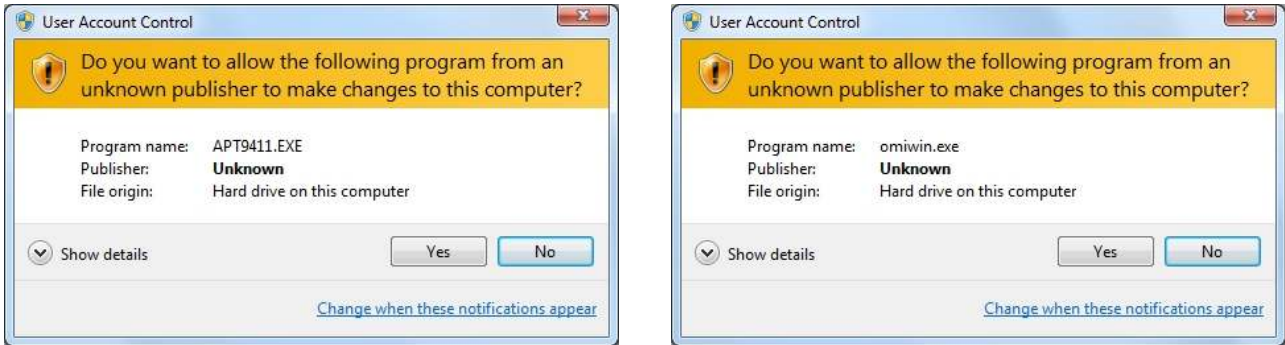 User Account Control
Do you want to allow the following program from an
unknown publisher to make changes to this computer?
Program name: APT9411.EXE
Publisher: Unknown
File origin: Hard drive on this computer
Show details
Yes
No
Change when these notifications appear
User Account Control
Do you want to allow the following program from an
unknown publisher to make changes to this computer?
Program name: omiwin.exe
Publisher: Unknown
File origin: Hard drive on this computer
Show details
Yes
No
Change when these notifications appear